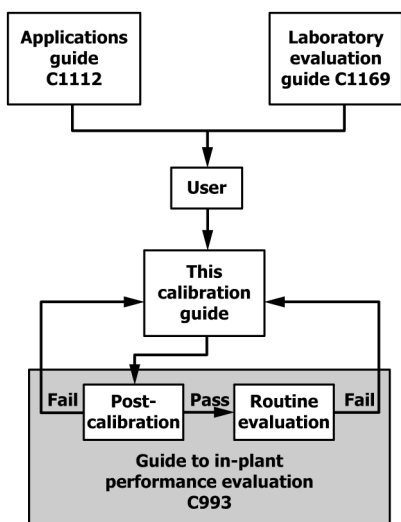 Applications
guide
C1112
Laboratory
evaluation
guide C1169
User
This
calibration
guide
Fail
Post-
calibration
Pass
Routine
evaluation
Fail
Guide to in-plant
performance evaluation
C993